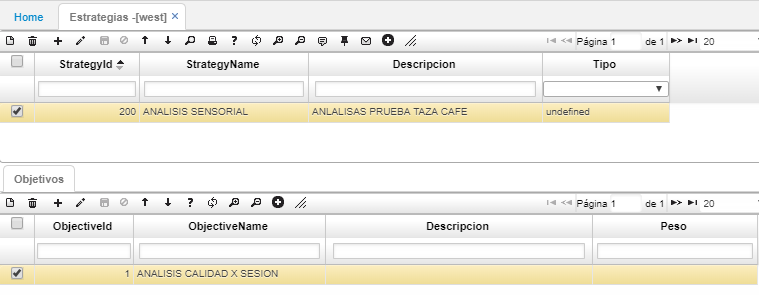 Home Estrategias -[west] ×
Página 1 de 1 20
StrategyId StrategyName Descripcion Tipo
200 ANALISIS SENSORIAL ANLALISAS PRUEBA TAZA CAFE undefined
Objetivos
Página 1 de 1 20
ObjectiveId ObjectiveName Descripcion Peso
1 ANALISIS CALIDAD X SESION